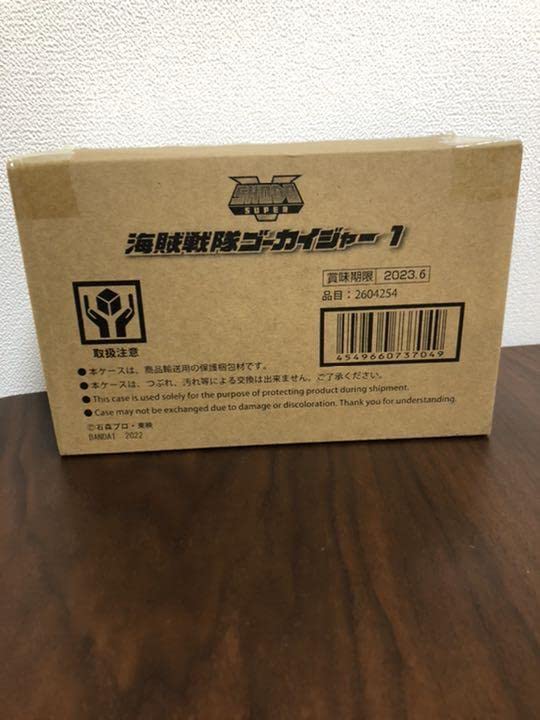 SHODO
SUPER
海賊戦隊ゴーカイジャー 1
賞味期限 2023.6
品目：2604254
4549660737049
取扱注意
●本ケースは、商品輸送用の保護梱包材です。
●本ケースは、つぶれ、汚れ等による交換は出来ません。ご了承ください。
●This case is used solely for the purpose of protecting product during shipment.
●Case may not be exchanged due to damage or discoloration. Thank you for understanding.
©石森プロ・東映
BANDAI 2022